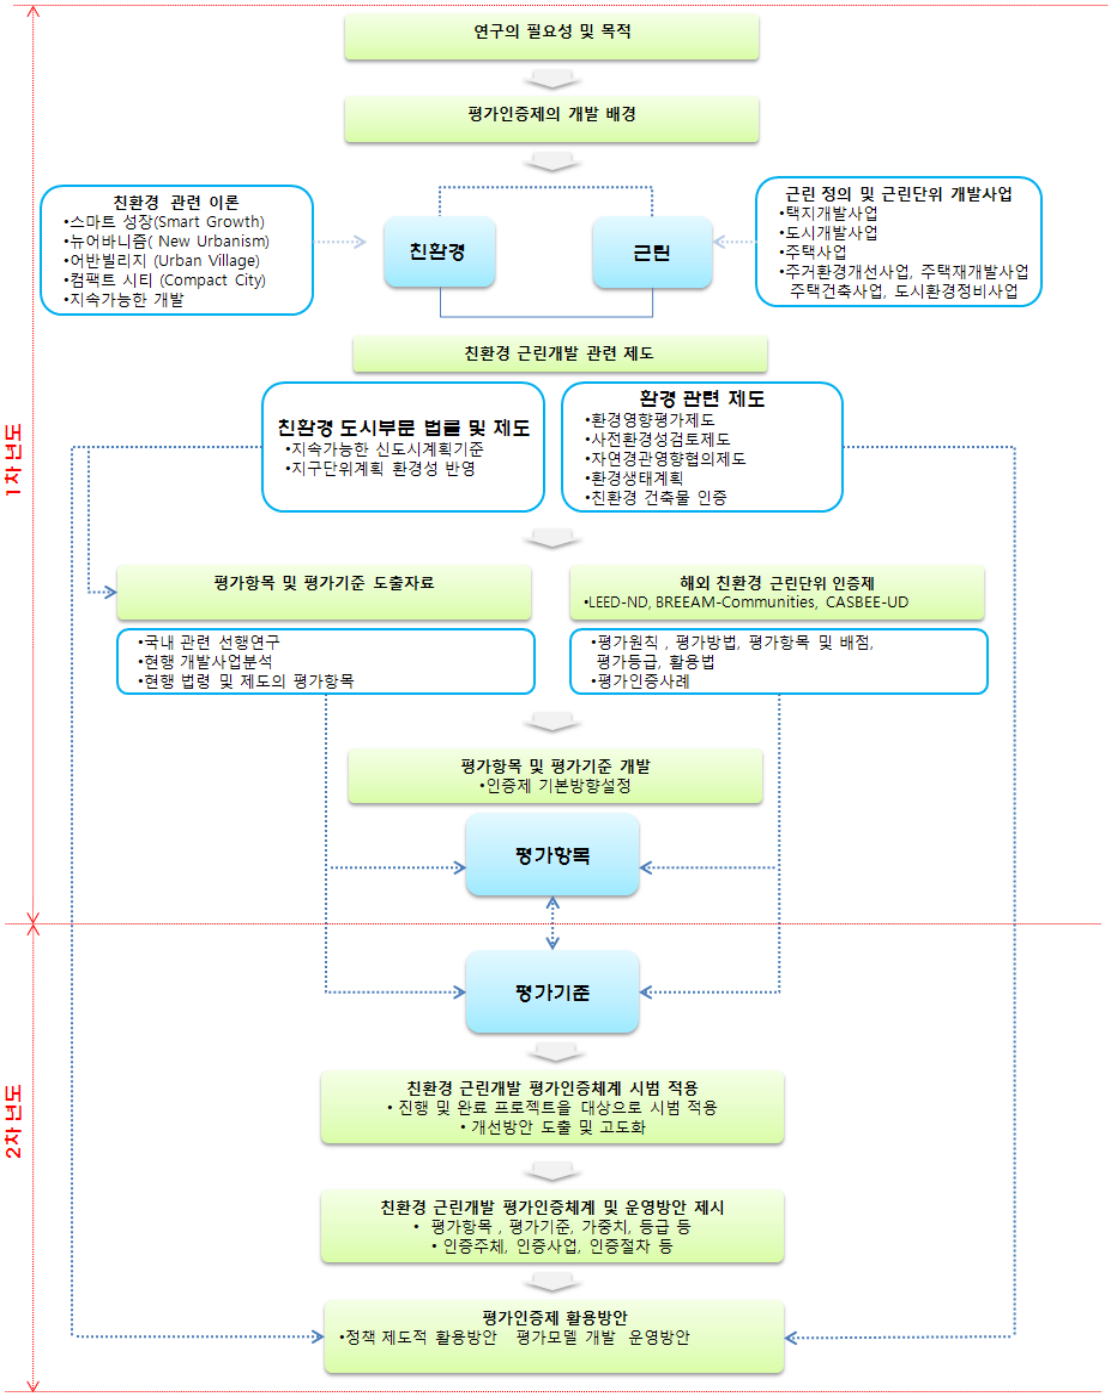 연구의 필요성 및 목적
평가인증제의 개발 배경
친환경 관련 이론
•스마트 성장(Smart Growth)
•뉴어바니즘( New Urbanism)
•어반빌리지 (Urban Village)
•컴팩트 시티 (Compact City)
•지속가능한 개발
친환경
근린
근린 정의 및 근린단위 개발사업
•택지개발사업
•도시개발사업
•주택사업
•주거환경개선사업, 주택재개발사업
주택건축사업, 도시환경정비사업
친환경 근린개발 관련 제도
1차년도
친환경 도시부문 법률 및 제도
•지속가능한 신도시계획기준
•지구단위계획 환경성 반영
환경 관련 제도
•환경영향평가제도
•사전환경성검토제도
•자연경관영향협의제도
•환경생태계획
•친환경 건축물 인증
평가항목 및 평가기준 도출자료
•국내 관련 선행연구
•현행 개발사업분석
•현행 법령 및 제도의 평가항목
해외 친환경 근린단위 인증제
•LEED-ND, BREEAM-Communities, CASBEE-UD
•평가원칙 , 평가방법, 평가항목 및 배점,
평가등급, 활용법
•평가인증사례
평가항목 및 평가기준 개발
•인증제 기본방향설정
평가항목
평가기준
2차년도
친환경 근린개발 평가인증체계 시범 적용
• 진행 및 완료 프로젝트을 대상으로 시범 적용
• 개선방안 도출 및 고도화
친환경 근린개발 평가인증체계 및 운영방안 제시
• 평가항목 , 평가기준, 가중치, 등급 등
• 인증주체, 인증사업, 인증절차 등
평가인증제 활용방안
•정책 제도적 활용방안 평가모델 개발 운영방안